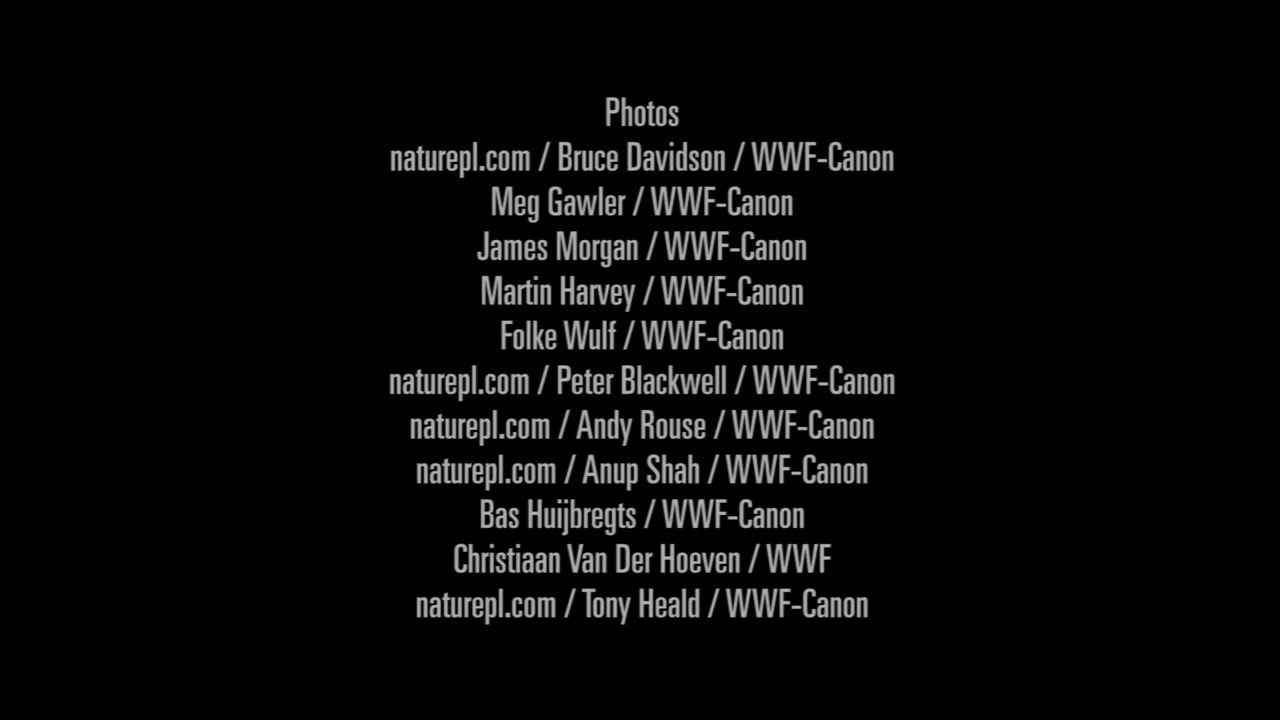 Photos
naturepl.com / Bruce Davidson / WWF-Canon
Meg Gawler / WWF-Canon
James Morgan / WWF-Canon
Martin Harvey / WWF-Canon
Folke Wulf / WWF-Canon
naturepl.com / Peter Blackwell / WWF-Canon
naturepl.com / Andy Rouse / WWF-Canon
naturepl.com / Anup Shah / WWF-Canon
Bas Huijbregts / WWF-Canon
Christiaan Van Der Hoeven / WWF
naturepl.com / Tony Heald / WWF-Canon